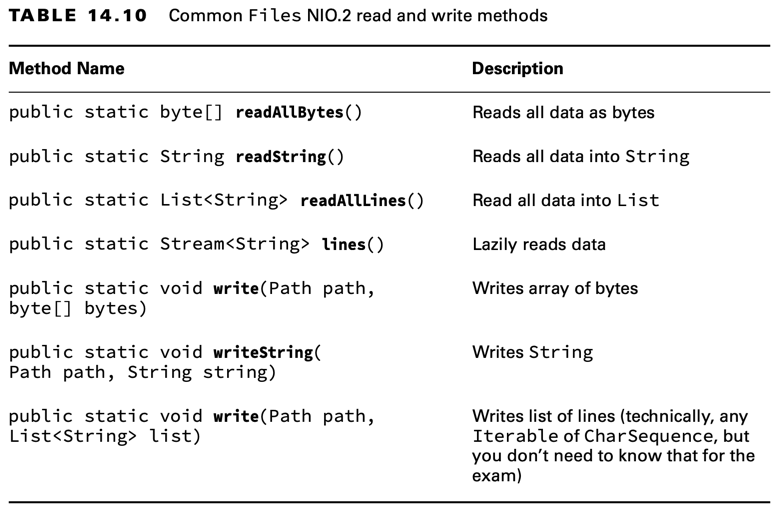 TABLE 14.10 Common Files NIO.2 read and write methods
Method Name Description
public static byte[] readAllBytes() Reads all data as bytes
public static String readString() Reads all data into String
public static List<String> readAllLines() Read all data into List
public static Stream<String> lines() Lazily reads data
public static void write(Path path, Writes array of bytes
byte[] bytes)
public static void writeString( Writes String
Path path, String string)
public static void write(Path path, Writes list of lines (technically, any
List<String> list) Iterable of CharSequence, but
you don't need to know that for the
exam)